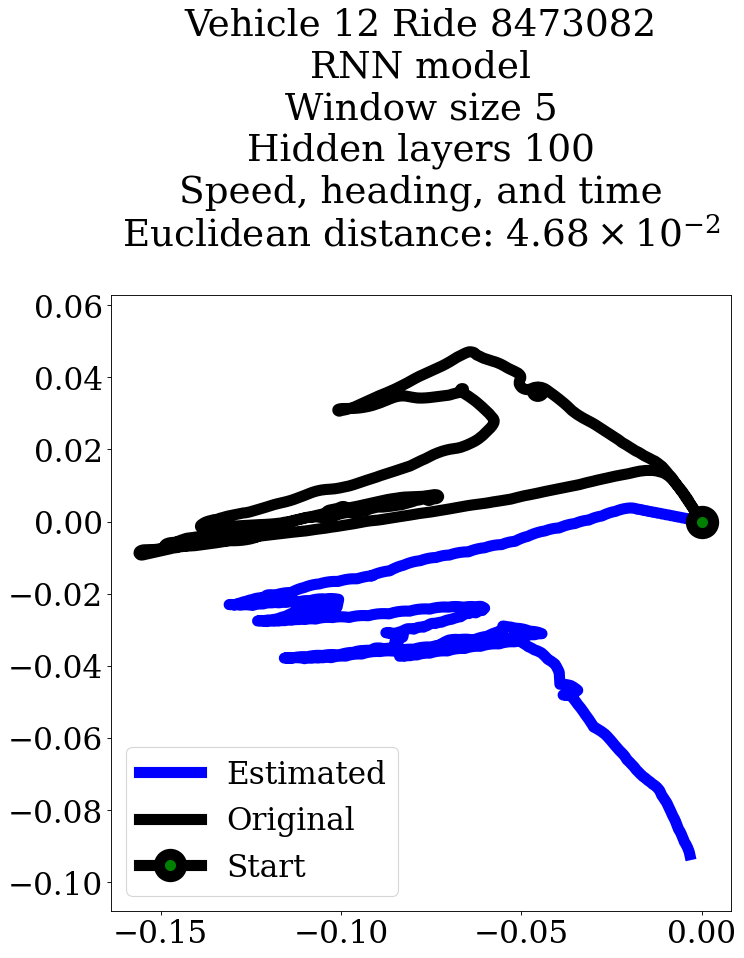 Vehicle 12 Ride 8473082
RNN model
Window size 5
Hidden layers 100
Speed, heading, and time
Euclidean distance: 4.68 × 10⁻²
0.06
0.04
0.02
0.00
−0.02
−0.04
−0.06
−0.08
−0.10
Estimated
Original
Start
−0.15 −0.10 −0.05 0.00